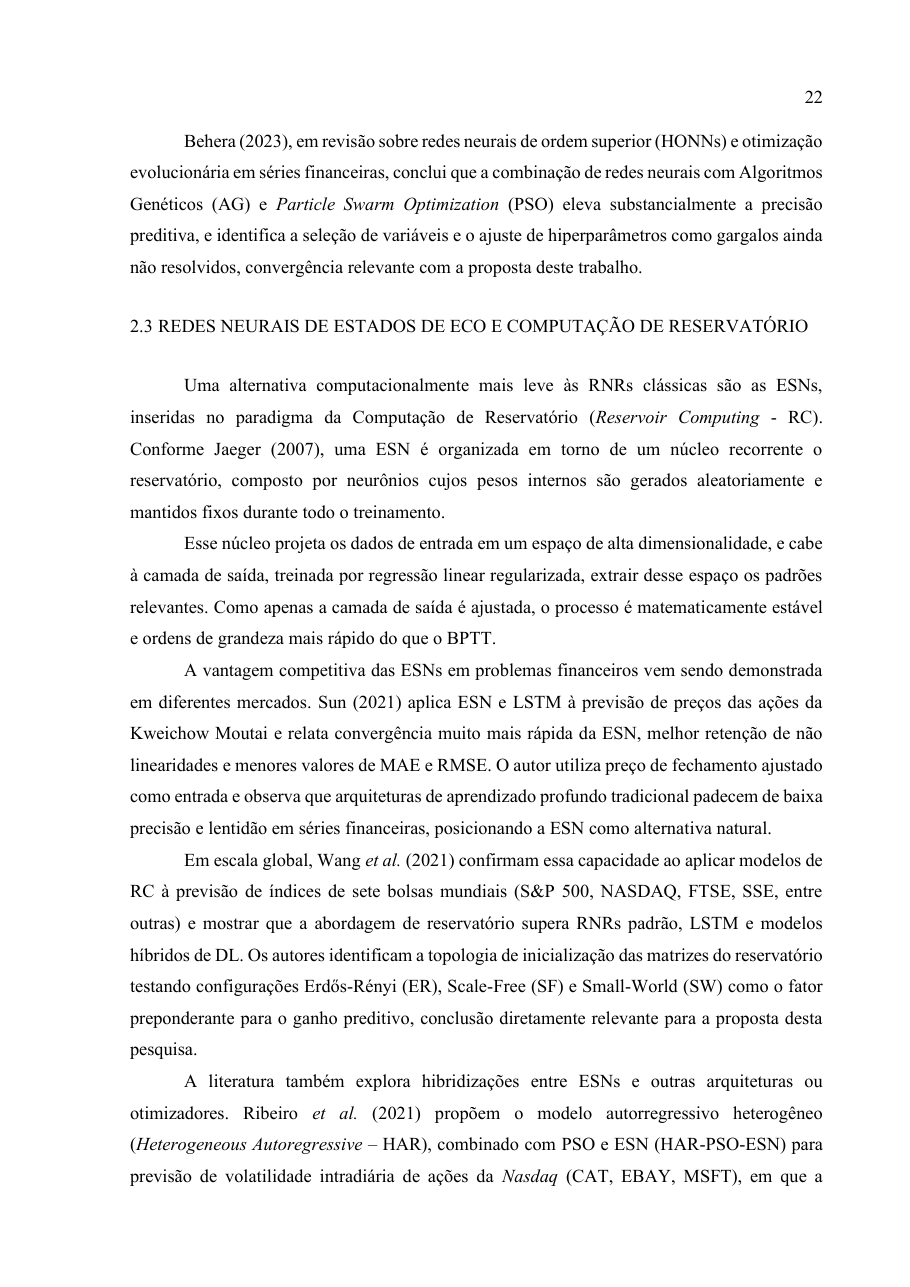 22
Behera (2023), em revisão sobre redes neurais de ordem superior (HONNs) e otimização
evolucionária em séries financeiras, conclui que a combinação de redes neurais com Algoritmos
Genéticos (AG) e Particle Swarm Optimization (PSO) eleva substancialmente a precisão
preditiva, e identifica a seleção de variáveis e o ajuste de hiperparâmetros como gargalos ainda
não resolvidos, convergência relevante com a proposta deste trabalho.
2.3 REDES NEURAIS DE ESTADOS DE ECO E COMPUTAÇÃO DE RESERVATÓRIO
Uma alternativa computacionalmente mais leve às RNRs clássicas são as ESNs,
inseridas no paradigma da Computação de Reservatório (Reservoir Computing - RC).
Conforme Jaeger (2007), uma ESN é organizada em torno de um núcleo recorrente o
reservatório, composto por neurônios cujos pesos internos são gerados aleatoriamente e
mantidos fixos durante todo o treinamento.
Esse núcleo projeta os dados de entrada em um espaço de alta dimensionalidade, e cabe
à camada de saída, treinada por regressão linear regularizada, extrair desse espaço os padrões
relevantes. Como apenas a camada de saída é ajustada, o processo é matematicamente estável
e ordens de grandeza mais rápido do que o BPTT.
A vantagem competitiva das ESNs em problemas financeiros vem sendo demonstrada
em diferentes mercados. Sun (2021) aplica ESN e LSTM à previsão de preços das ações da
Kweichow Moutai e relata convergência muito mais rápida da ESN, melhor retenção de não
linearidades e menores valores de MAE e RMSE. O autor utiliza preço de fechamento ajustado
como entrada e observa que arquiteturas de aprendizado profundo tradicional padecem de baixa
precisão e lentidão em séries financeiras, posicionando a ESN como alternativa natural.
Em escala global, Wang et al. (2021) confirmam essa capacidade ao aplicar modelos de
RC à previsão de índices de sete bolsas mundiais (S&P 500, NASDAQ, FTSE, SSE, entre
outras) e mostrar que a abordagem de reservatório supera RNRs padrão, LSTM e modelos
híbridos de DL. Os autores identificam a topologia de inicialização das matrizes do reservatório
testando configurações Erdős-Rényi (ER), Scale-Free (SF) e Small-World (SW) como o fator
preponderante para o ganho preditivo, conclusão diretamente relevante para a proposta desta
pesquisa.
A literatura também explora hibridizações entre ESNs e outras arquiteturas ou
otimizadores. Ribeiro et al. (2021) propõem o modelo autorregressivo heterogêneo
(Heterogeneous Autoregressive – HAR), combinado com PSO e ESN (HAR-PSO-ESN) para
previsão de volatilidade intradiária de ações da Nasdaq (CAT, EBAY, MSFT), em que a